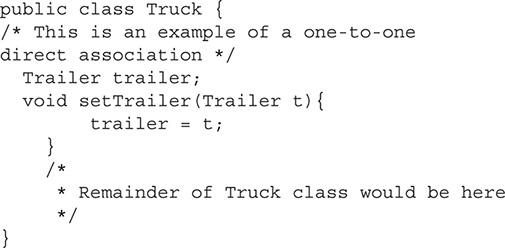 public class Truck {
/* This is an example of a one-to-one
direct association */
  Trailer trailer;
  void setTrailer(Trailer t){
        trailer = t;
    }
    /*
     * Remainder of Truck class would be here
     */
}